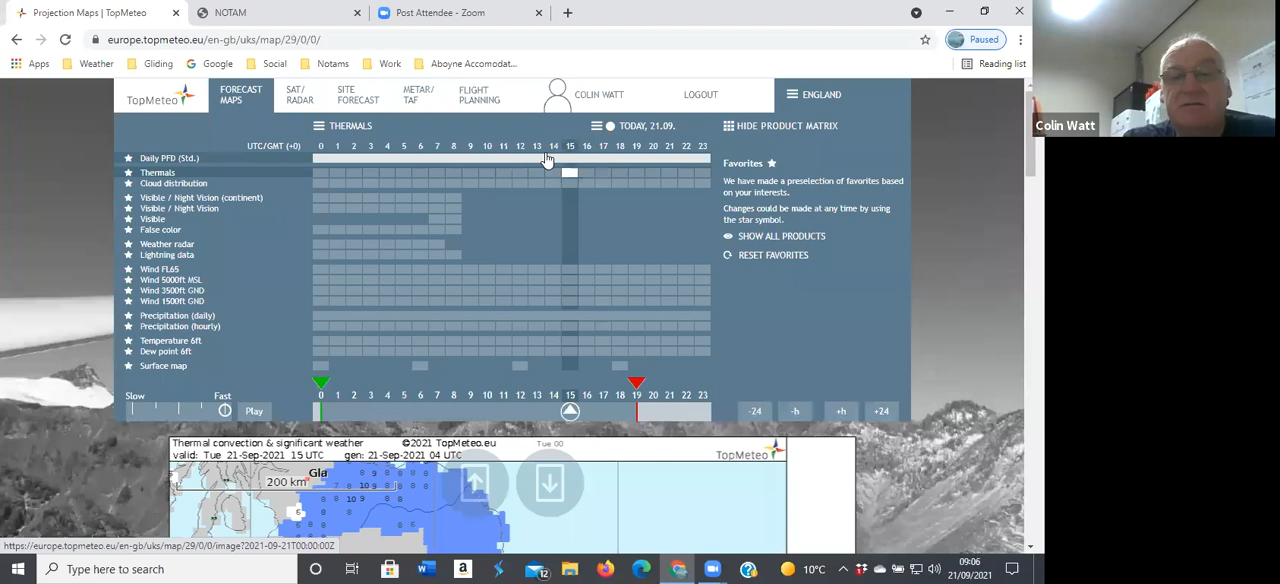 Projection Maps | TopMeteo
NOTAM
Post Attendee - Zoom
europe.topmeteo.eu/en-gb/uks/map/29/0/0/
Paused
Apps Weather Gliding Google Social Notams Work Aboyne Accomodat... Reading list
TopMeteo
FORECAST MAPS
SAT/ RADAR
SITE FORECAST
METAR/ TAF
FLIGHT PLANNING
COLIN WATT
LOGOUT
ENGLAND
Colin Watt
THERMALS
TODAY, 21.09.
HIDE PRODUCT MATRIX
UTC/GMT (+0) 0 1 2 3 4 5 6 7 8 9 10 11 12 13 14 15 16 17 18 19 20 21 22 23
Daily PFD (Std.)
Thermals
Cloud distribution
Visible / Night Vision (continent)
Visible / Night Vision
Visible
False color
Weather radar
Lightning data
Wind FL65
Wind 5000ft MSL
Wind 3500ft GND
Wind 1500ft GND
Precipitation (daily)
Precipitation (hourly)
Temperature 6ft
Dew point 6ft
Surface map
Favorites
We have made a preselection of favorites based
on your interests.
Changes could be made at any time by using
the star symbol.
SHOW ALL PRODUCTS
RESET FAVORITES
0 1 2 3 4 5 6 7 8 9 10 11 12 13 14 15 16 17 18 19 20 21 22 23
Slow Fast
Play
-24 -h +h +24
Thermal convection & significant weather ©2021 TopMeteo.eu Tue 00
valid: Tue 21-Sep-2021 15 UTC gen: 21-Sep-2021 04 UTC
TopMeteo
Gla
200 km
https://europe.topmeteo.eu/en-gb/uks/map/29/0/0/image?2021-09-21T00:00:00Z
Type here to search
12
10°C
09:06
21/09/2021